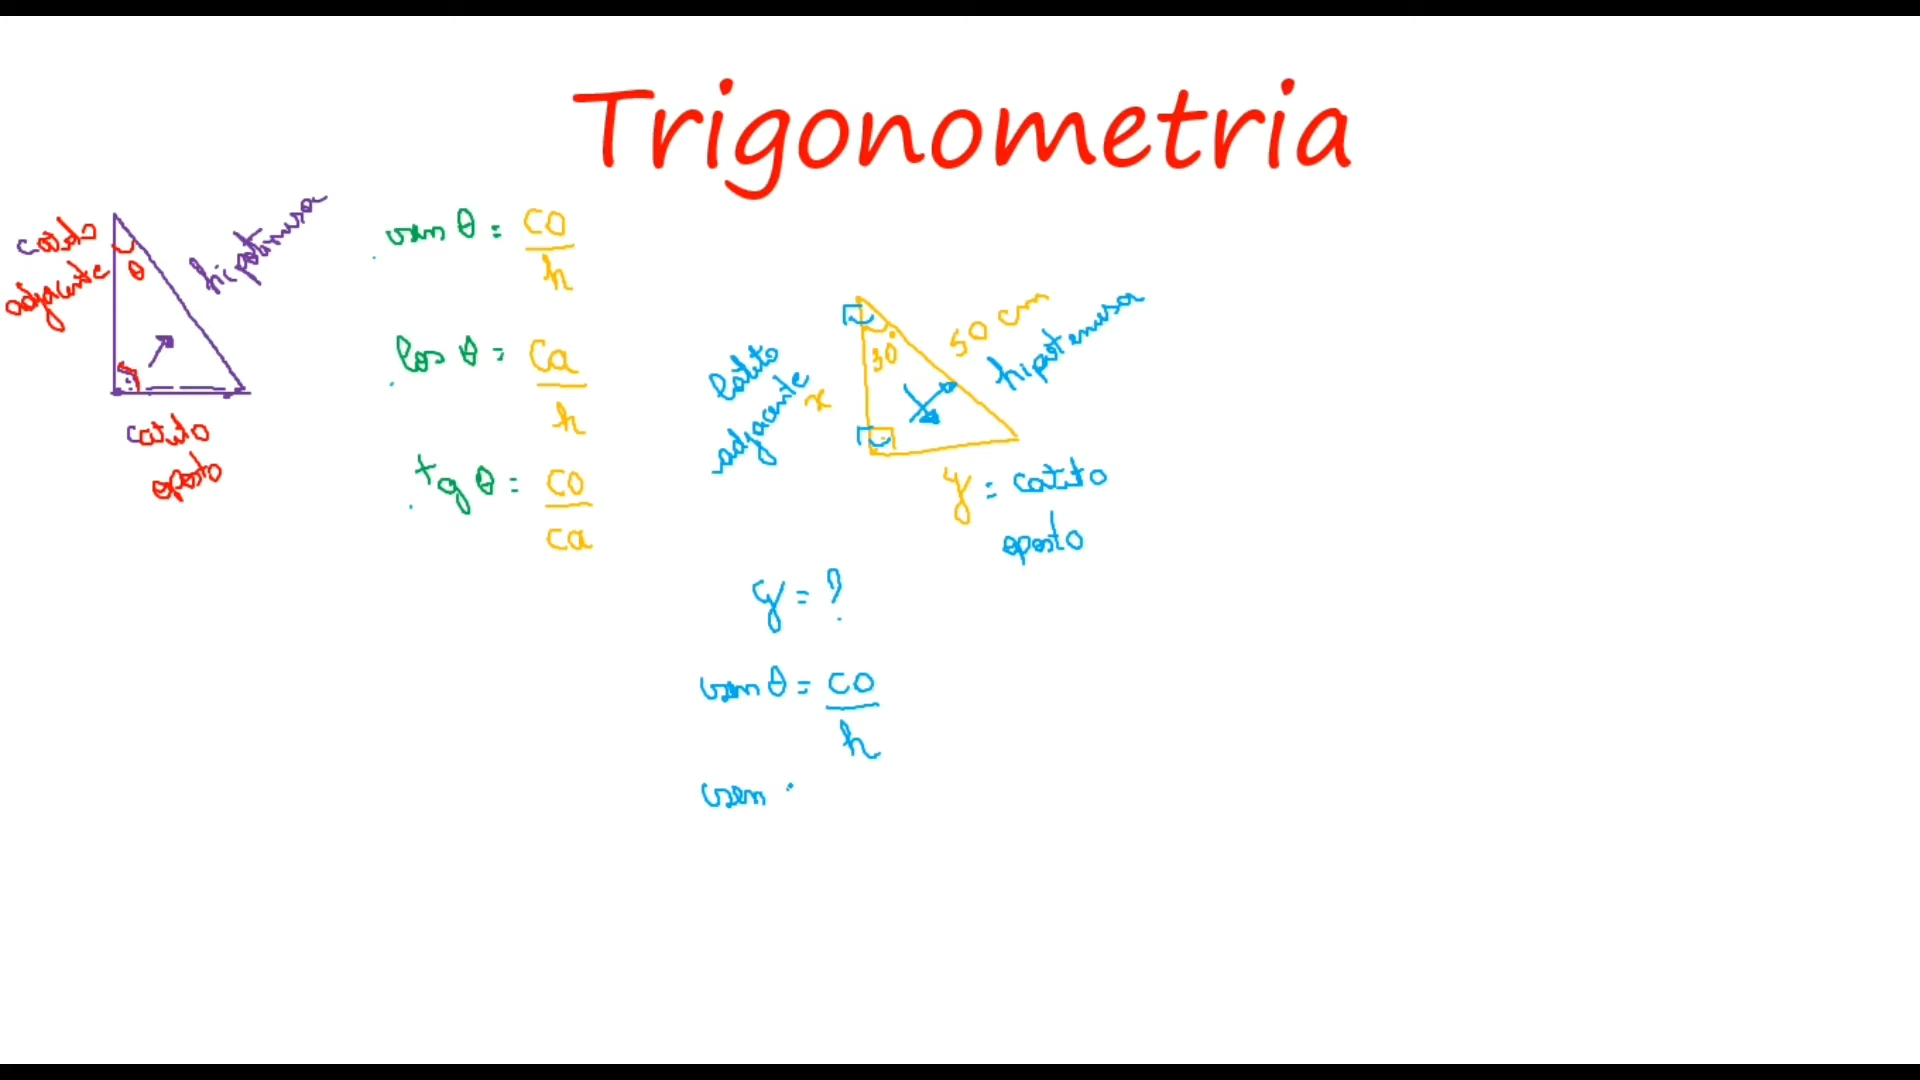 Trigonometria
cateto
adjacente
θ
hipotenusa
cateto
oposto
sen θ = co
h
cos θ = ca
h
tg θ = co
ca
30°
50 cm
hipotenusa
cateto
adjacente x
y = cateto
oposto
y = ?
sen θ = co
h
sen